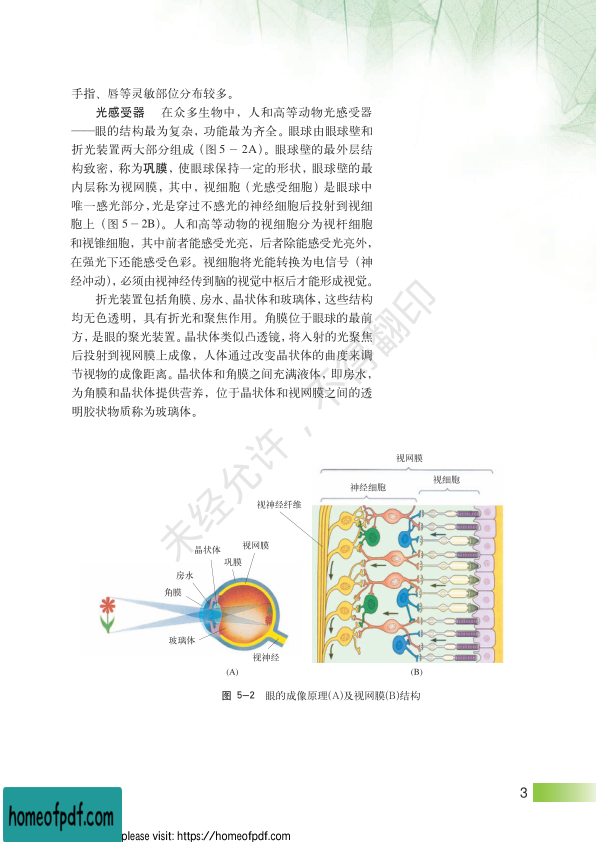 手指、唇等灵敏部位分布较多。
光感受器　在众多生物中，人和高等动物光感受器
——眼的结构最为复杂，功能最为齐全。眼球由眼球壁和
折光装置两大部分组成（图 5 - 2A）。眼球壁的最外层结
构致密，称为巩膜，使眼球保持一定的形状，眼球壁的最
内层称为视网膜，其中，视细胞（光感受细胞）是眼球中
唯一感光部分，光是穿过不感光的神经细胞后投射到视细
胞上（图 5 - 2B）。人和高等动物的视细胞分为视杆细胞
和视锥细胞，其中前者能感受光亮，后者除能感受光亮外，
在强光下还能感受色彩。视细胞将光能转换为电信号（神
经冲动），必须由视神经传到脑的视觉中枢后才能形成视觉。
折光装置包括角膜、房水、晶状体和玻璃体，这些结构
均无色透明，具有折光和聚焦作用。角膜位于眼球的最前
方，是眼的聚光装置。晶状体类似凸透镜，将入射的光聚焦
后投射到视网膜上成像，人体通过改变晶状体的曲度来调
节视物的成像距离。晶状体和角膜之间充满液体，即房水，
为角膜和晶状体提供营养，位于晶状体和视网膜之间的透
明胶状物质称为玻璃体。
未经允许，不得翻印
视网膜
神经细胞
视细胞
视神经纤维
晶状体
视网膜
巩膜
房水
角膜
玻璃体
视神经
(A)
(B)
图 5-2　眼的成像原理(A)及视网膜(B)结构
3
homeofpdf.com
please visit: https://homeofpdf.com